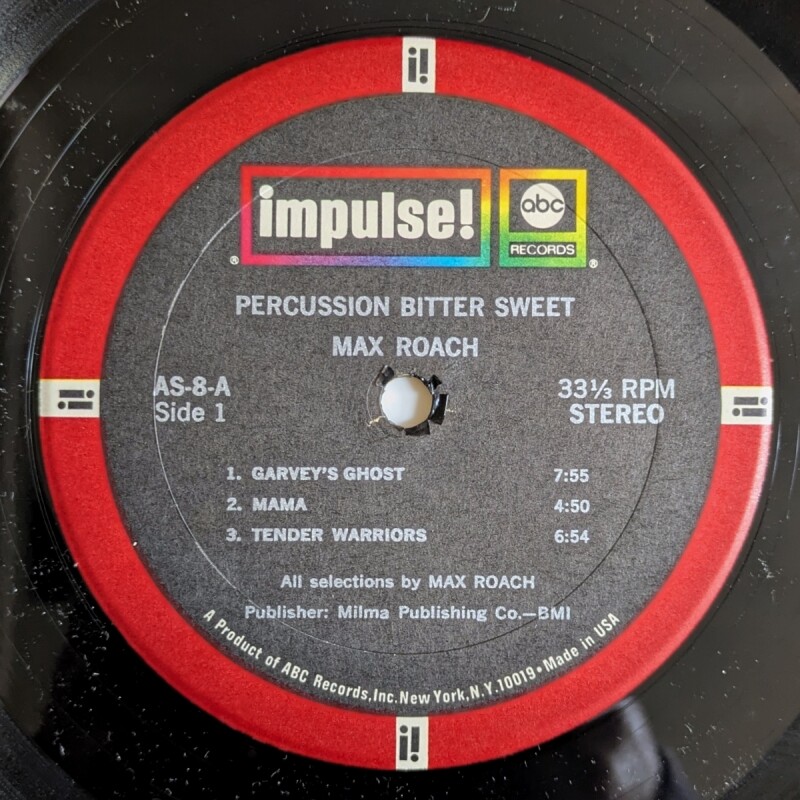 i!
impulse!
abc
RECORDS
®
®
PERCUSSION BITTER SWEET
MAX ROACH
AS-8-A
Side 1
33⅓ RPM
STEREO
i!
i!
1. GARVEY'S GHOST 7:55
2. MAMA 4:50
3. TENDER WARRIORS 6:54
All selections by MAX ROACH
Publisher: Milma Publishing Co.—BMI
A Product of ABC Records, Inc. New York, N.Y. 10019 • Made in USA
i!